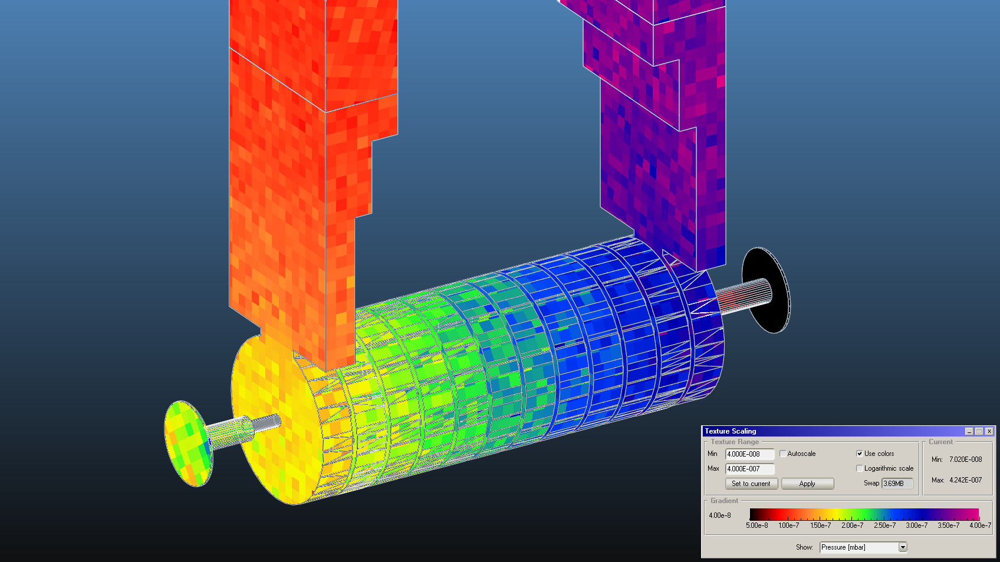 Texture Scaling
Texture Range
Min 4.000E-008 Autoscale Use colors
Max 4.000E-007 Logarithmic scale
Set to current Apply Swap 3.69MB
Current
Min: 7.020E-008
Max: 4.242E-007
Gradient
4.00e-8
5.00e-8 1.00e-7 1.50e-7 2.00e-7 2.50e-7 3.00e-7 3.50e-7 4.00e-7
Show: Pressure [mbar]